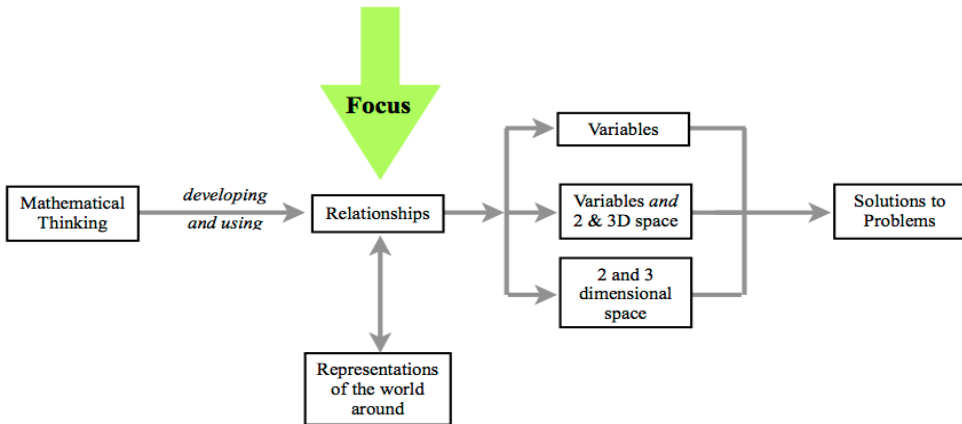 Focus
Mathematical
Thinking
developing
and using
Relationships
Representations
of the world
around
Variables
Variables and
2 & 3D space
2 and 3
dimensional
space
Solutions to
Problems